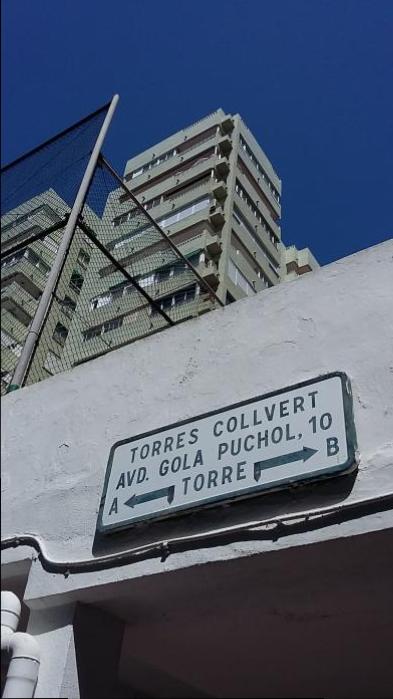 TORRES COLLVERT
AVD. GOLA PUCHOL, 10
A TORRE B